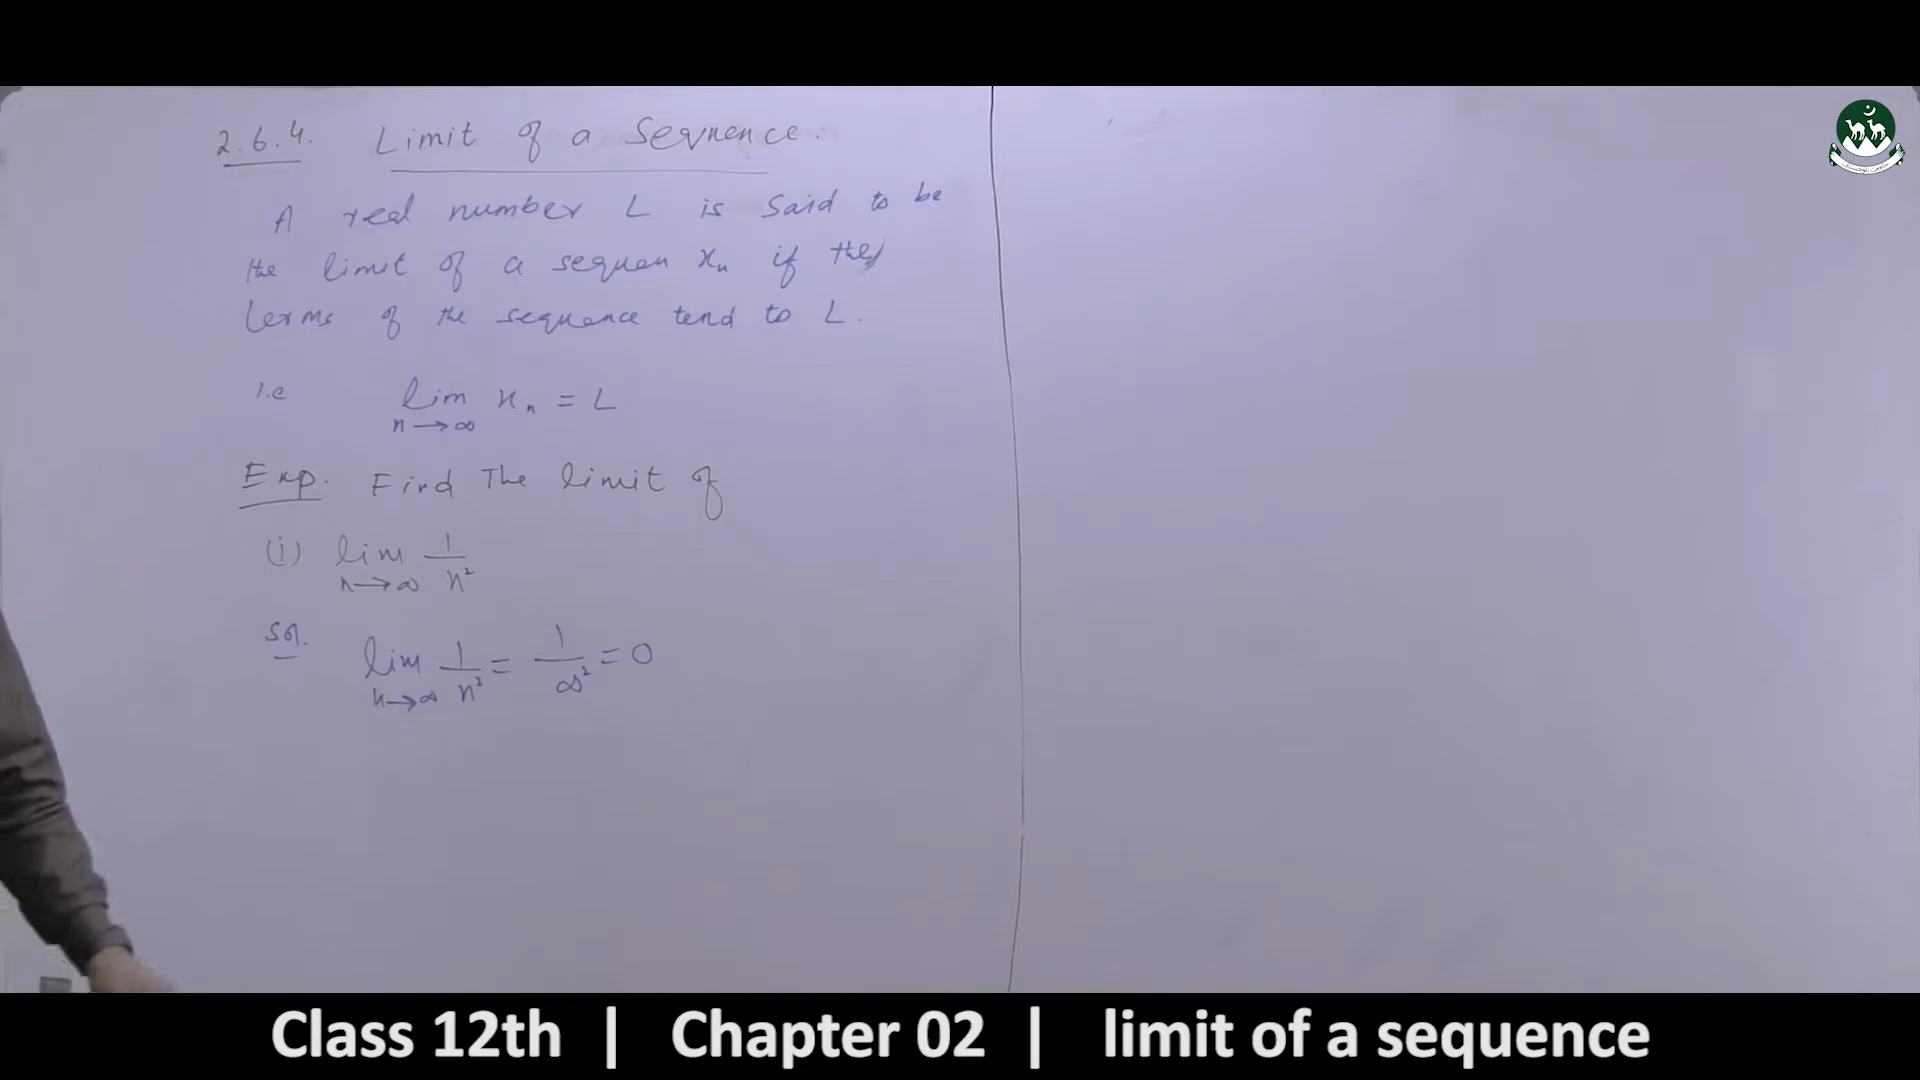 2.6.4. Limit of a Sequence.
A real number L is said to be
the limit of a sequen xₙ if the
terms of the sequence tend to L.
i.e lim xₙ = L
n→∞
Exp. Find The limit of
(i) lim 1/n²
n→∞
Sol.
lim 1/n² = 1/∞² = 0
n→∞
Class 12th | Chapter 02 | limit of a sequence